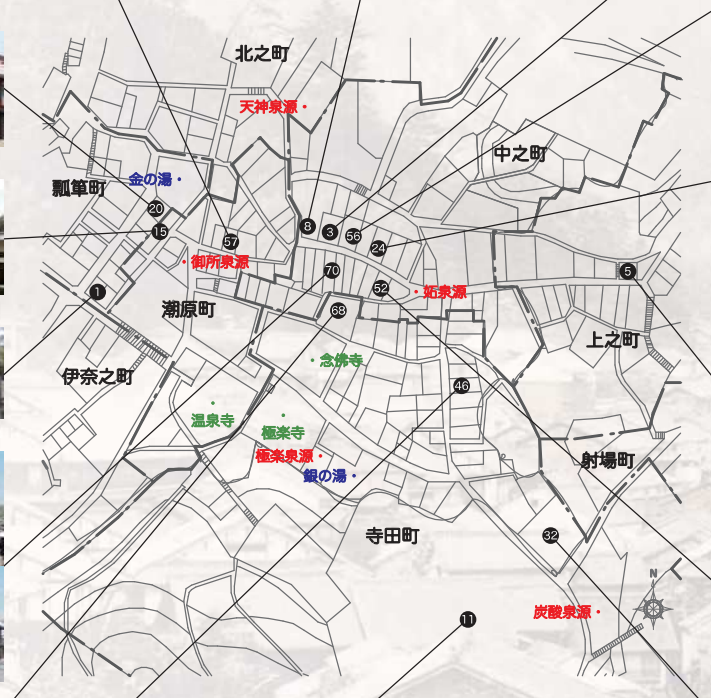 北之町
天神泉源
中之町
瓢箪町
金の湯
20
8
3
56
15
57
24
御所泉源
70
5
1
52
妬泉源
潮原町
68
上之町
念佛寺
伊奈之町
46
温泉寺
極楽寺
極楽泉源
射場町
銀の湯
寺田町
32
N
炭酸泉源
11